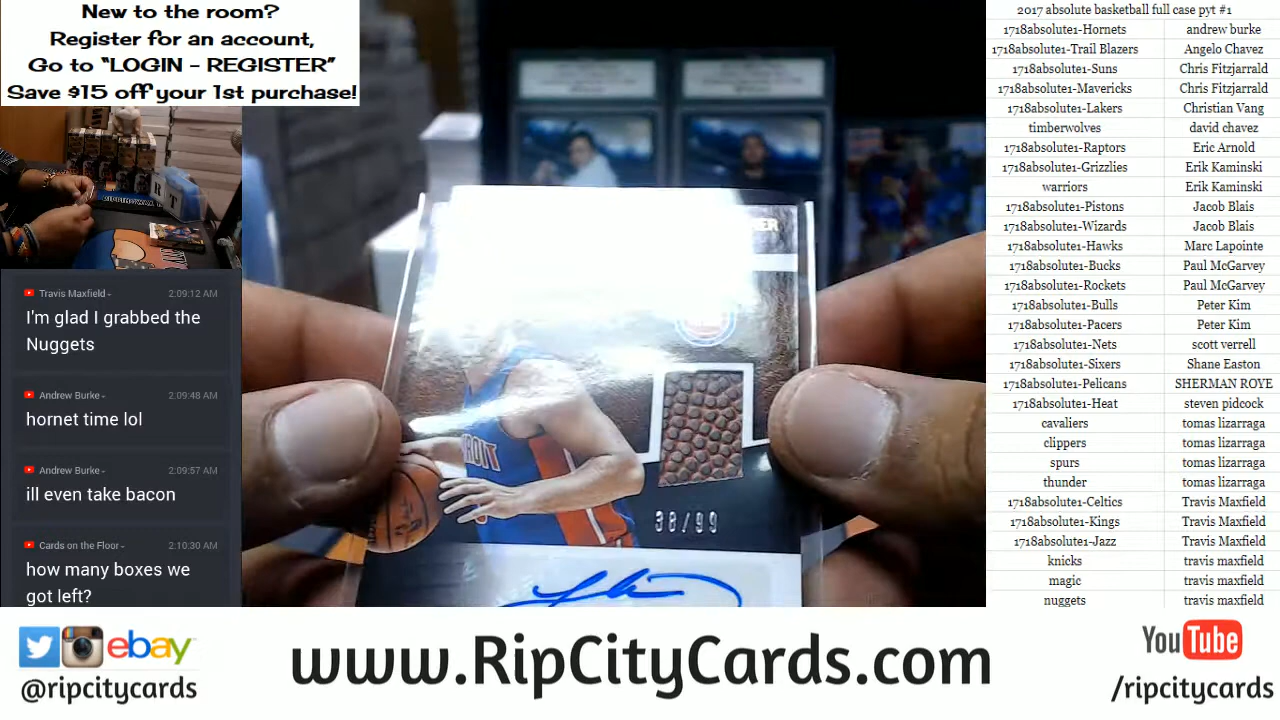 New to the room?
Register for an account,
Go to “LOGIN - REGISTER”
Save $15 off your 1st purchase!
Travis Maxfield - 2:09:12 AM
I'm glad I grabbed the
Nuggets
Andrew Burke - 2:09:48 AM
hornet time lol
Andrew Burke - 2:09:57 AM
ill even take bacon
Cards on the Floor - 2:10:30 AM
how many boxes we
got left?
38/99
2017 absolute basketball full case pyt #1
1718absolute1-Hornets andrew burke
1718absolute1-Trail Blazers Angelo Chavez
1718absolute1-Suns Chris Fitzjarrald
1718absolute1-Mavericks Chris Fitzjarrald
1718absolute1-Lakers Christian Vang
timberwolves david chavez
1718absolute1-Raptors Eric Arnold
1718absolute1-Grizzlies Erik Kaminski
warriors Erik Kaminski
1718absolute1-Pistons Jacob Blais
1718absolute1-Wizards Jacob Blais
1718absolute1-Hawks Marc Lapointe
1718absolute1-Bucks Paul McGarvey
1718absolute1-Rockets Paul McGarvey
1718absolute1-Bulls Peter Kim
1718absolute1-Pacers Peter Kim
1718absolute1-Nets scott verrell
1718absolute1-Sixers Shane Easton
1718absolute1-Pelicans SHERMAN ROYE
1718absolute1-Heat steven pidcock
cavaliers tomas lizarraga
clippers tomas lizarraga
spurs tomas lizarraga
thunder tomas lizarraga
1718absolute1-Celtics Travis Maxfield
1718absolute1-Kings Travis Maxfield
1718absolute1-Jazz Travis Maxfield
knicks travis maxfield
magic travis maxfield
nuggets travis maxfield
ebay
@ripcitycards
www.RipCityCards.com
YouTube
/ripcitycards